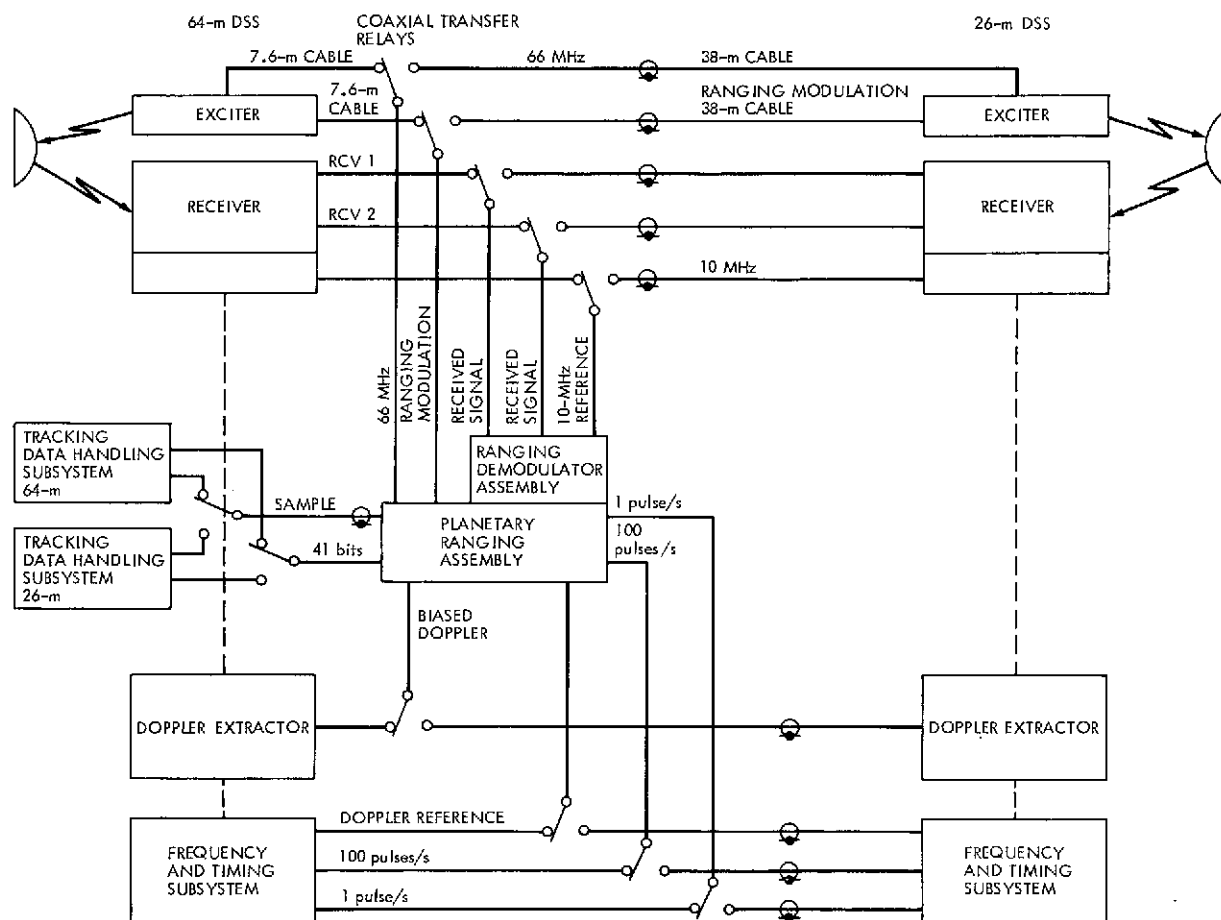 64-m DSS
COAXIAL TRANSFER
RELAYS
26-m DSS
7.6-m CABLE
66 MHz
38-m CABLE
7.6-m
CABLE
RANGING MODULATION
38-m CABLE
EXCITER
EXCITER
RCV 1
RECEIVER
RCV 2
RECEIVER
10 MHz
66 MHz
RANGING
MODULATION
RECEIVED
SIGNAL
RECEIVED
SIGNAL
10-MHz
REFERENCE
TRACKING
DATA HANDLING
SUBSYSTEM
64-m
RANGING
DEMODULATOR
ASSEMBLY
SAMPLE
1 pulse/s
PLANETARY
RANGING
ASSEMBLY
100
pulses/s
TRACKING
DATA HANDLING
SUBSYSTEM
26-m
41 bits
BIASED
DOPPLER
DOPPLER EXTRACTOR
DOPPLER EXTRACTOR
DOPPLER REFERENCE
FREQUENCY
AND TIMING
SUBSYSTEM
100 pulses/s
1 pulse/s
FREQUENCY
AND TIMING
SUBSYSTEM